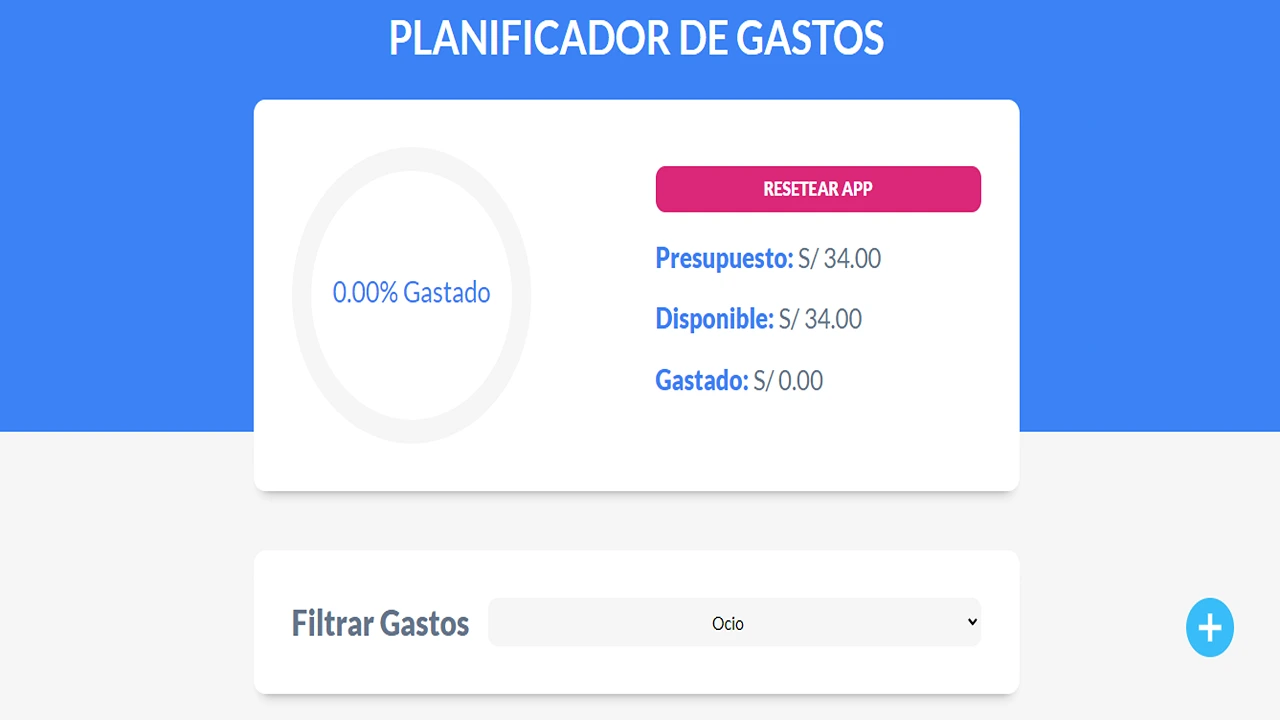 PLANIFICADOR DE GASTOS
0.00% Gastado
RESETEAR APP
Presupuesto: S/ 34.00
Disponible: S/ 34.00
Gastado: S/ 0.00
Filtrar Gastos
Ocio